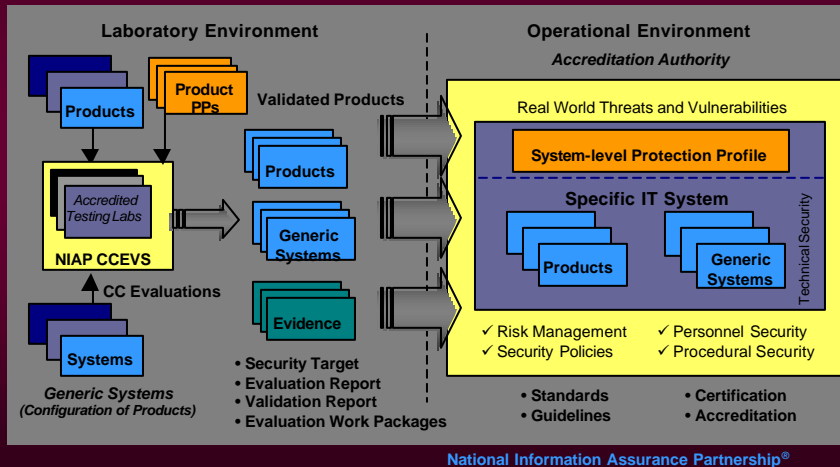 Laboratory Environment
Operational Environment
Accreditation Authority
Products
Product
PPs
Validated Products
Accredited
Testing Labs
NIAP CCEVS
CC Evaluations
Systems
Generic Systems
(Configuration of Products)
Products
Generic
Systems
Evidence
• Security Target
• Evaluation Report
• Validation Report
• Evaluation Work Packages
Real World Threats and Vulnerabilities
System-level Protection Profile
Specific IT System
Products
Generic
Systems
Technical Security
✓ Risk Management
✓ Security Policies
✓ Personnel Security
✓ Procedural Security
• Standards
• Guidelines
• Certification
• Accreditation
National Information Assurance Partnership®